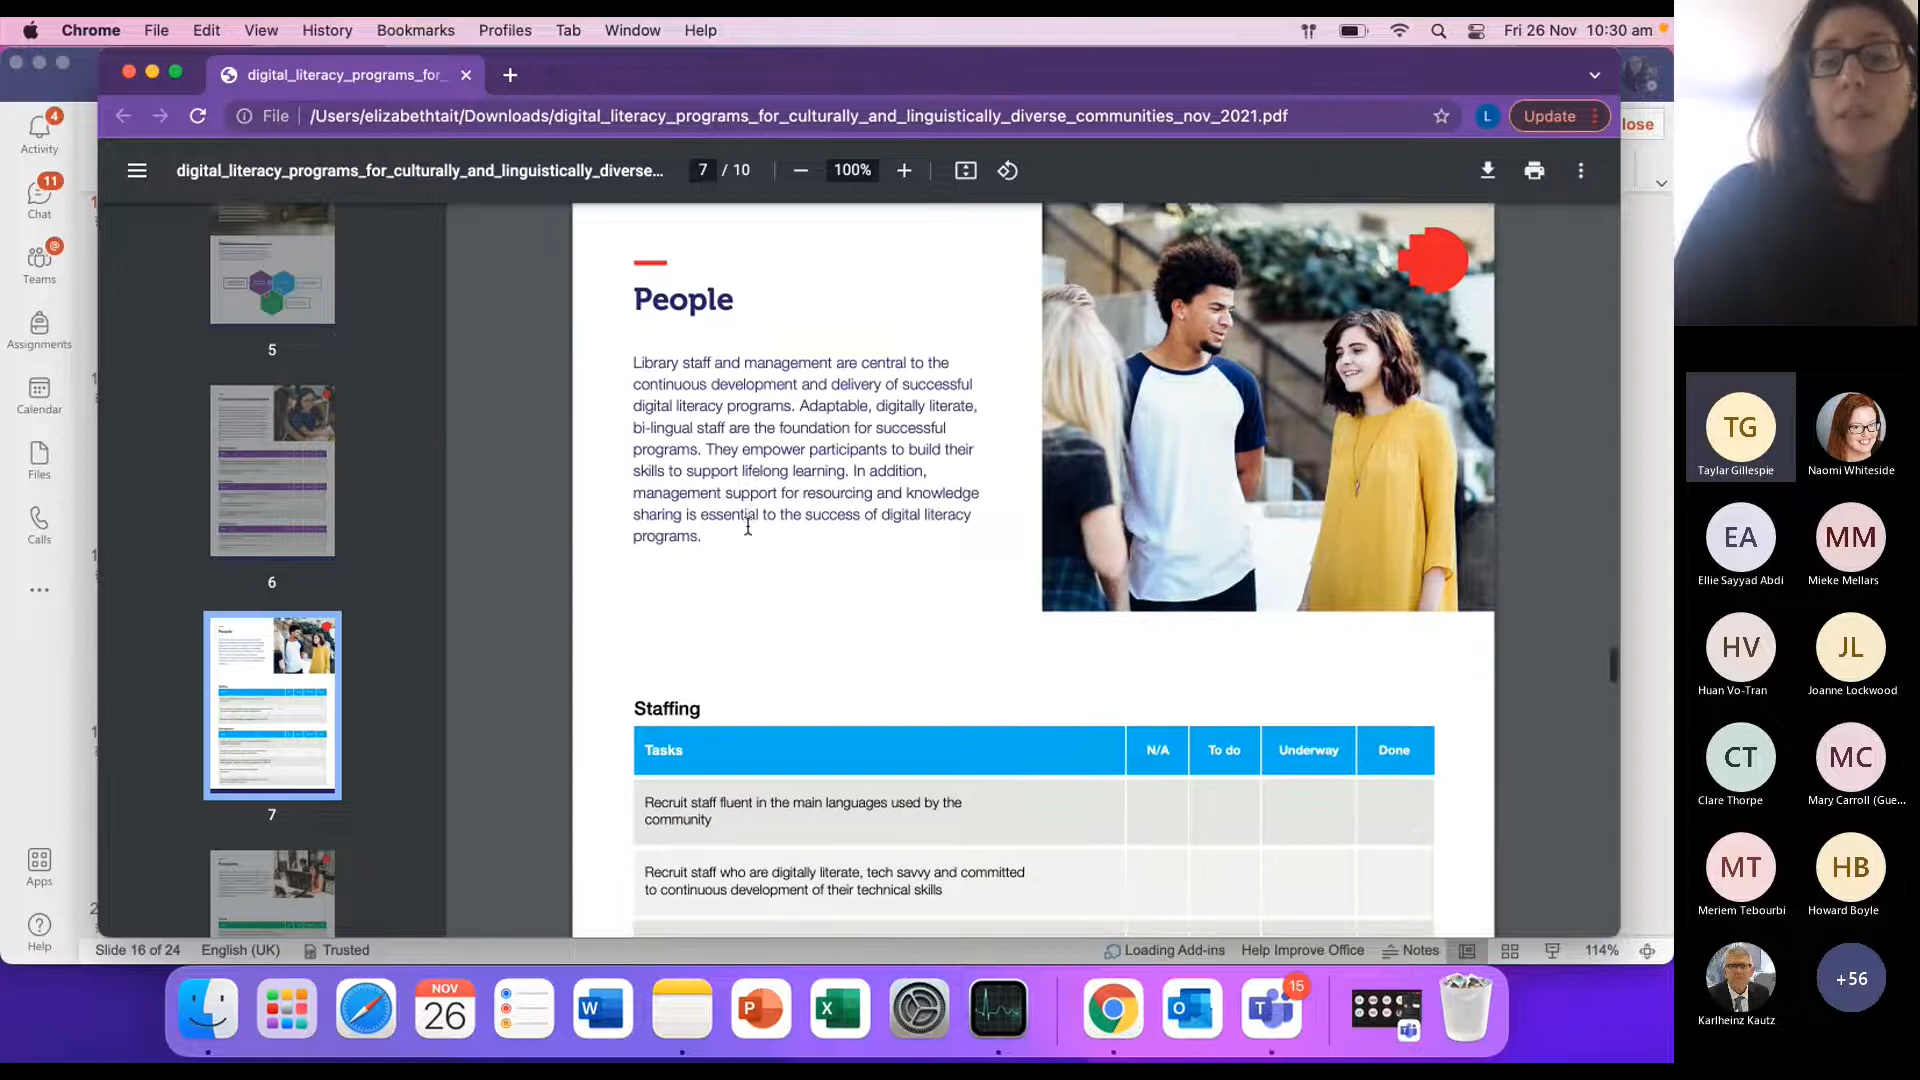 Chrome File Edit View History Bookmarks Profiles Tab Window Help Fri 26 Nov 10:30 am
digital_literacy_programs_for_
File /Users/elizabethtait/Downloads/digital_literacy_programs_for_culturally_and_linguistically_diverse_communities_nov_2021.pdf L Update
lose
digital_literacy_programs_for_culturally_and_linguistically_diverse... 7 / 10 100%
4
Activity
11
Chat
@
Teams
Assignments
Calendar
Files
Calls
Apps
Help
5
6
7
People
Library staff and management are central to the
continuous development and delivery of successful
digital literacy programs. Adaptable, digitally literate,
bi-lingual staff are the foundation for successful
programs. They empower participants to build their
skills to support lifelong learning. In addition,
management support for resourcing and knowledge
sharing is essential to the success of digital literacy
programs.
Staffing
Tasks N/A To do Underway Done
Recruit staff fluent in the main languages used by the
community
Recruit staff who are digitally literate, tech savvy and committed
to continuous development of their technical skills
Slide 16 of 24 English (UK) Trusted Loading Add-ins Help Improve Office Notes 114%
NOV
26
W
P
X
O
T
15
TG
Taylar Gillespie Naomi Whiteside
EA MM
Ellie Sayyad Abdi Mieke Mellars
HV JL
Huan Vo-Tran Joanne Lockwood
CT MC
Clare Thorpe Mary Carroll (Gue...
MT HB
Meriem Tebourbi Howard Boyle
+56
Karlheinz Kautz